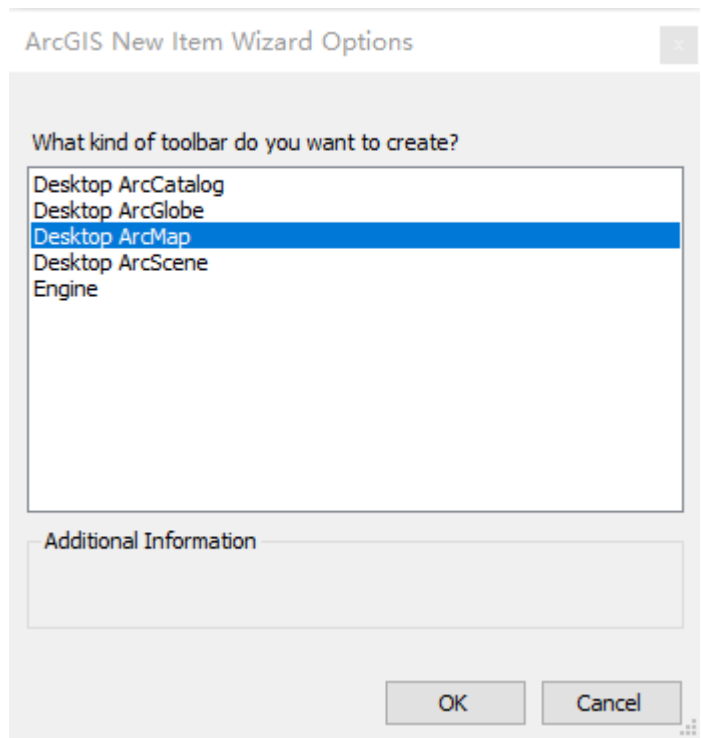 ArcGIS New Item Wizard Options
What kind of toolbar do you want to create?
Desktop ArcCatalog
Desktop ArcGlobe
Desktop ArcMap
Desktop ArcScene
Engine
Additional Information
OK Cancel